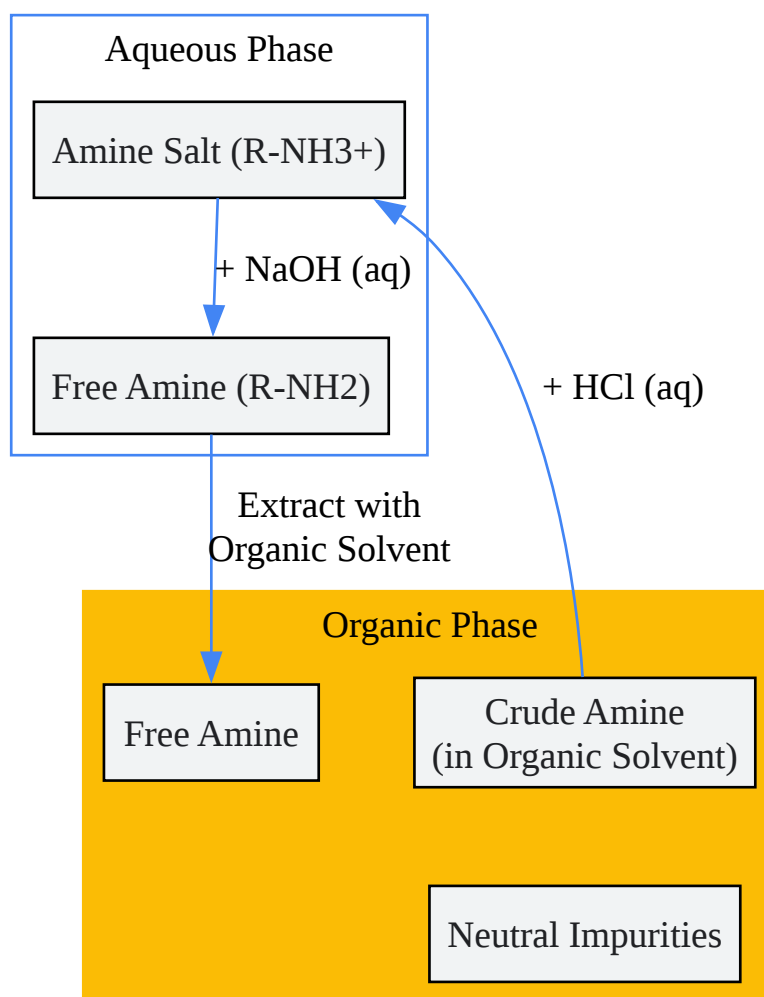 Aqueous Phase
Amine Salt (R-NH3+)
+ NaOH (aq)
Free Amine (R-NH2)
+ HCl (aq)
Extract with
Organic Solvent
Organic Phase
Free Amine
Crude Amine
(in Organic Solvent)
Neutral Impurities